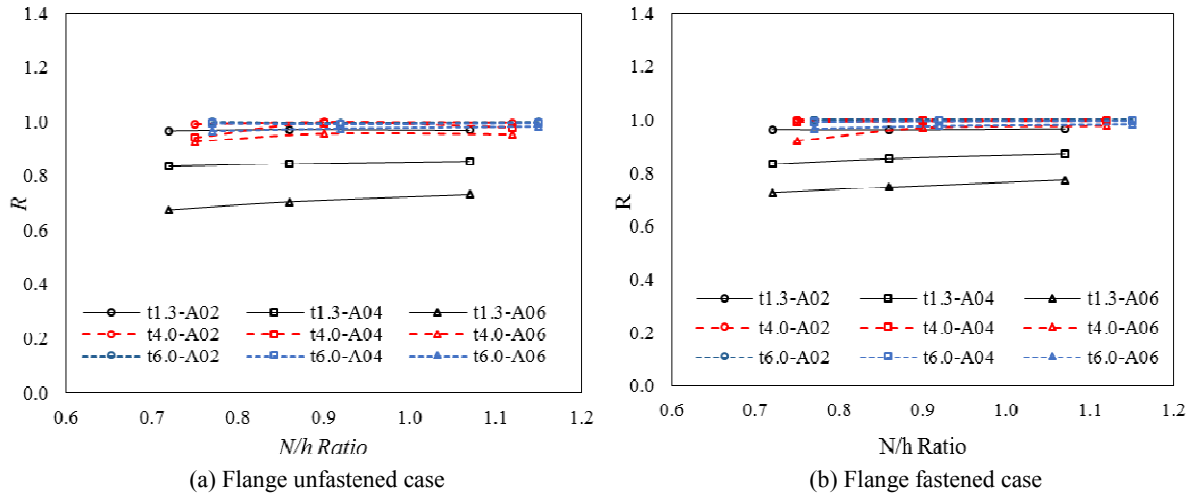 1.4
1.2
1.0
0.8
0.6
0.4
0.2
0.0
R
t1.3-A02 t1.3-A04 t1.3-A06
t4.0-A02 t4.0-A04 t4.0-A06
t6.0-A02 t6.0-A04 t6.0-A06
0.6 0.7 0.8 0.9 1.0 1.1 1.2
N/h Ratio
(a) Flange unfastened case
1.4
1.2
1.0
0.8
0.6
0.4
0.2
0.0
R
t1.3-A02 t1.3-A04 t1.3-A06
t4.0-A02 t4.0-A04 t4.0-A06
t6.0-A02 t6.0-A04 t6.0-A06
0.6 0.7 0.8 0.9 1.0 1.1 1.2
N/h Ratio
(b) Flange fastened case